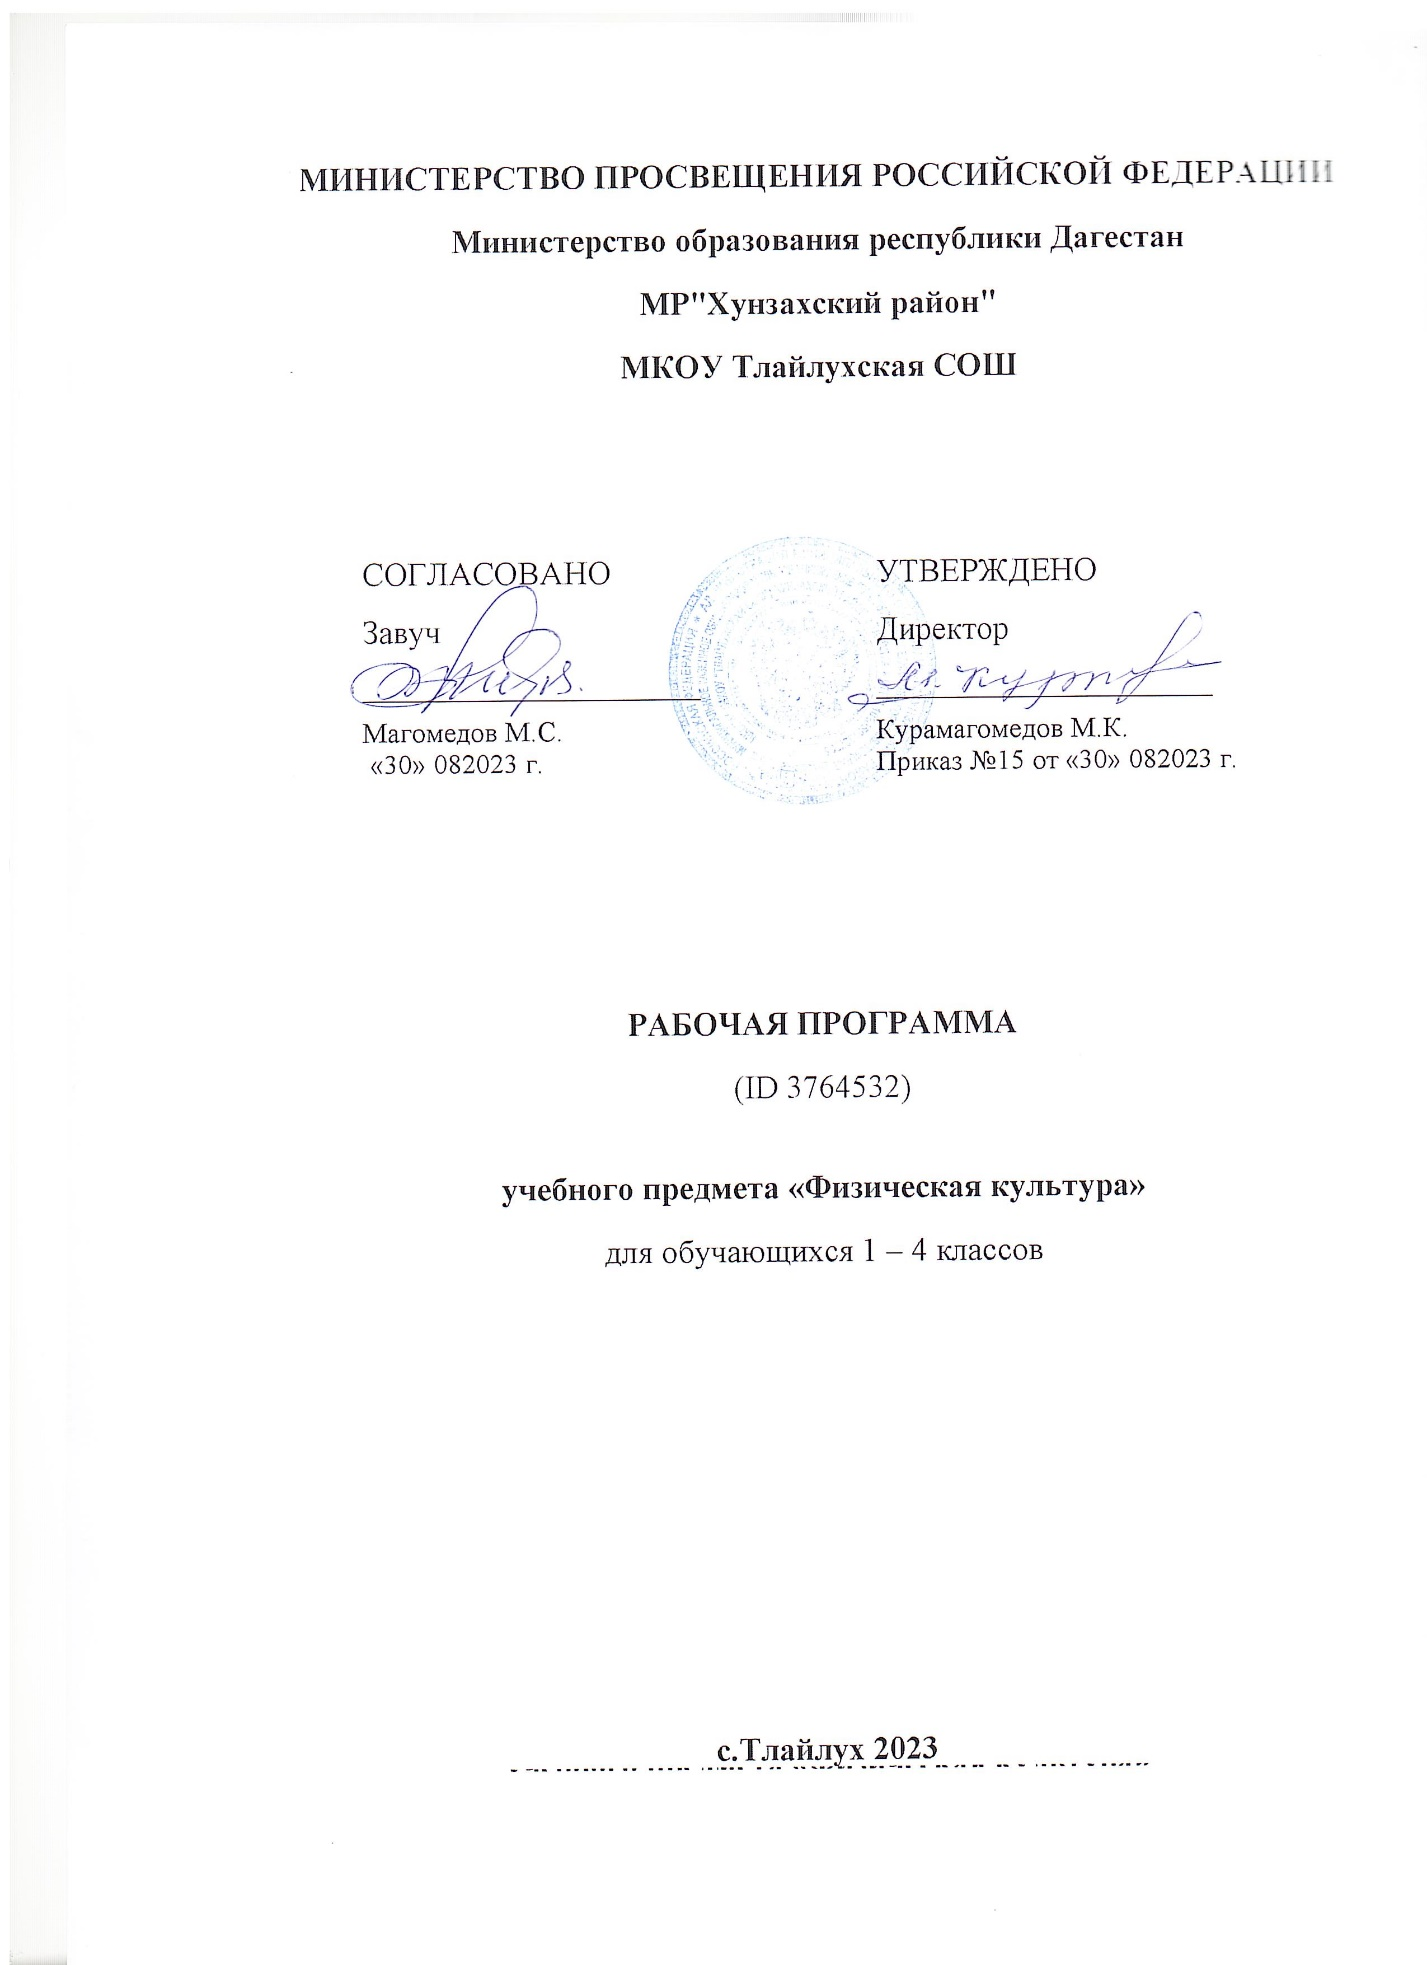 МИНИСТЕРСТВО ПРОСВЕЩЕНИЯ РОССИЙСКОЙ ФЕДЕРАЦИИ
Министерство образования республики Дагестан
МР"Хунзахский район"
МКОУ Тлайлухская СОШ
СОГЛАСОВАНО
Завуч
Магомедов М.С.
«30» 082023 г.
УТВЕРЖДЕНО
Директор
Курамагомедов М.К.
Приказ №15 от «30» 082023 г.
РАБОЧАЯ ПРОГРАММА
(ID 3764532)
учебного предмета «Физическая культура»
для обучающихся 1 – 4 классов
с.Тлайлух 2023